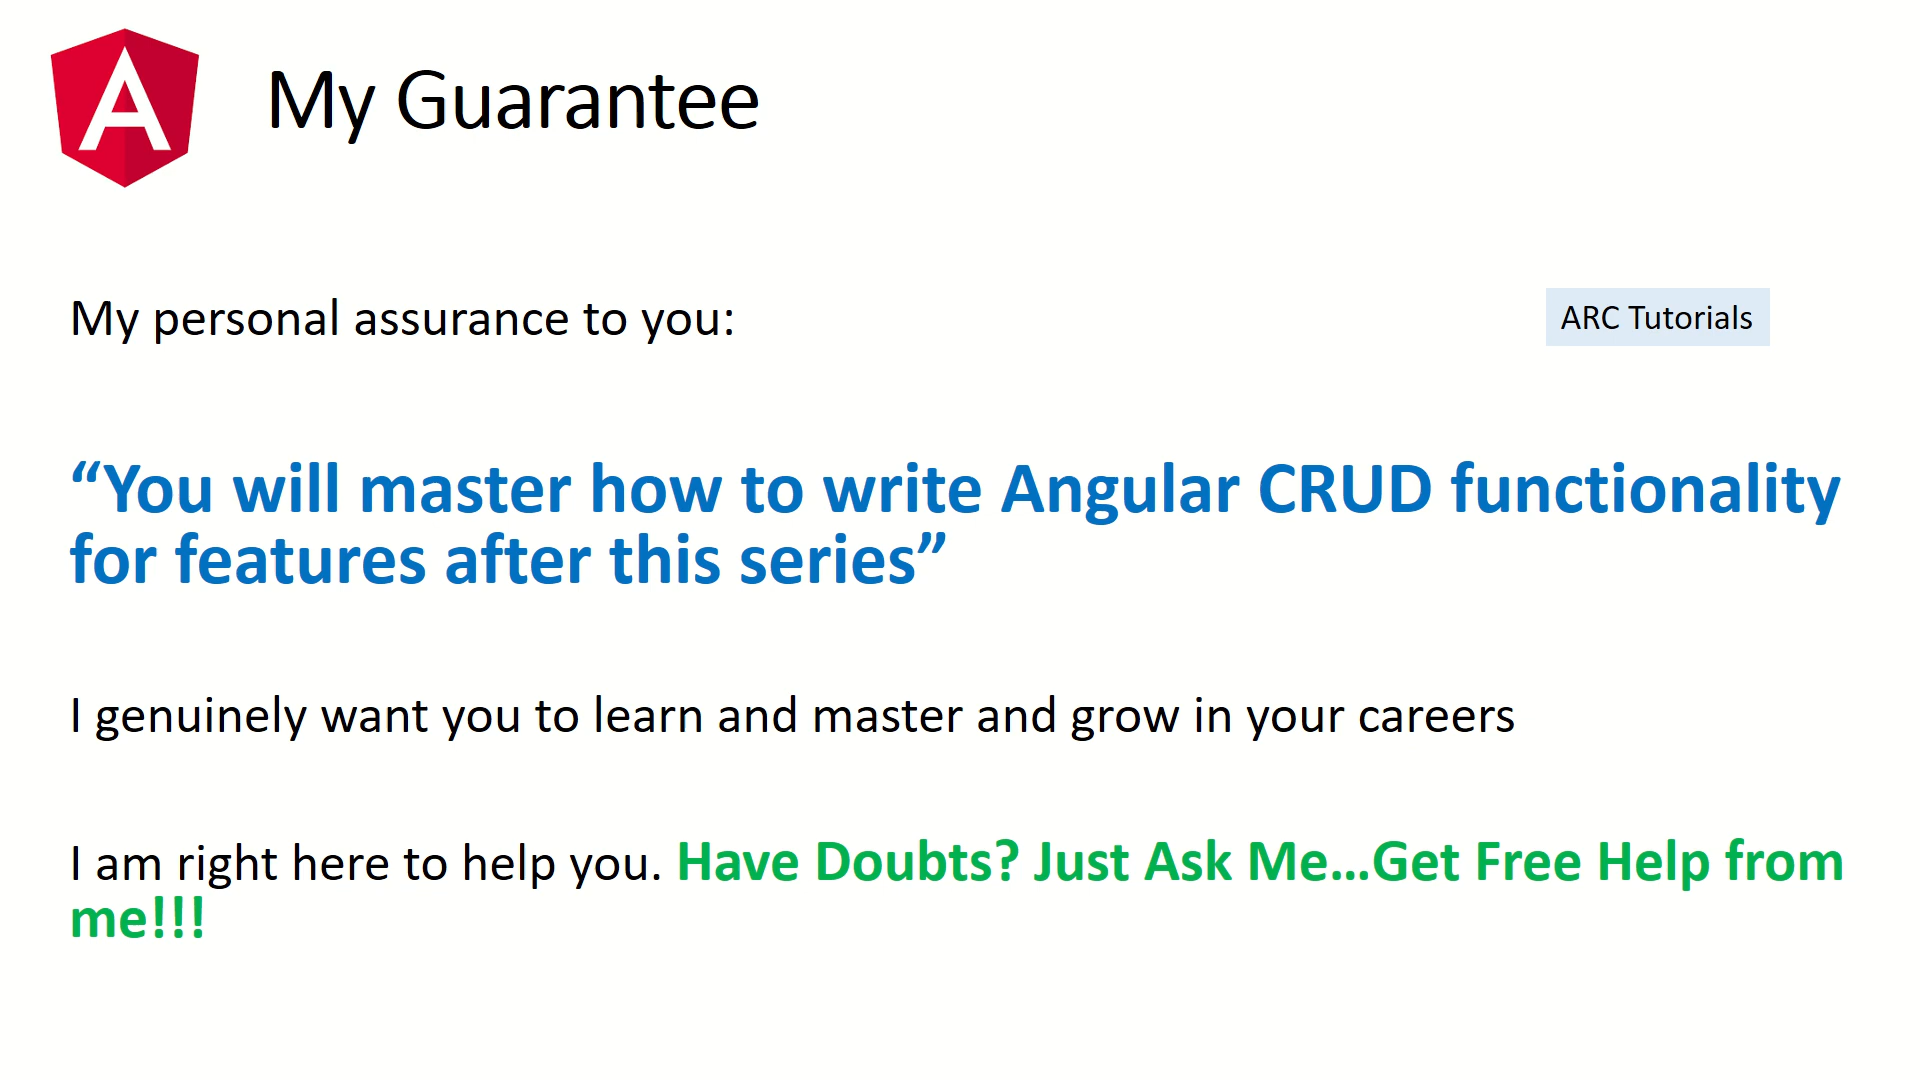 My Guarantee
My personal assurance to you:
ARC Tutorials
“You will master how to write Angular CRUD functionality
for features after this series”
I genuinely want you to learn and master and grow in your careers
I am right here to help you. Have Doubts? Just Ask Me...Get Free Help from
me!!!